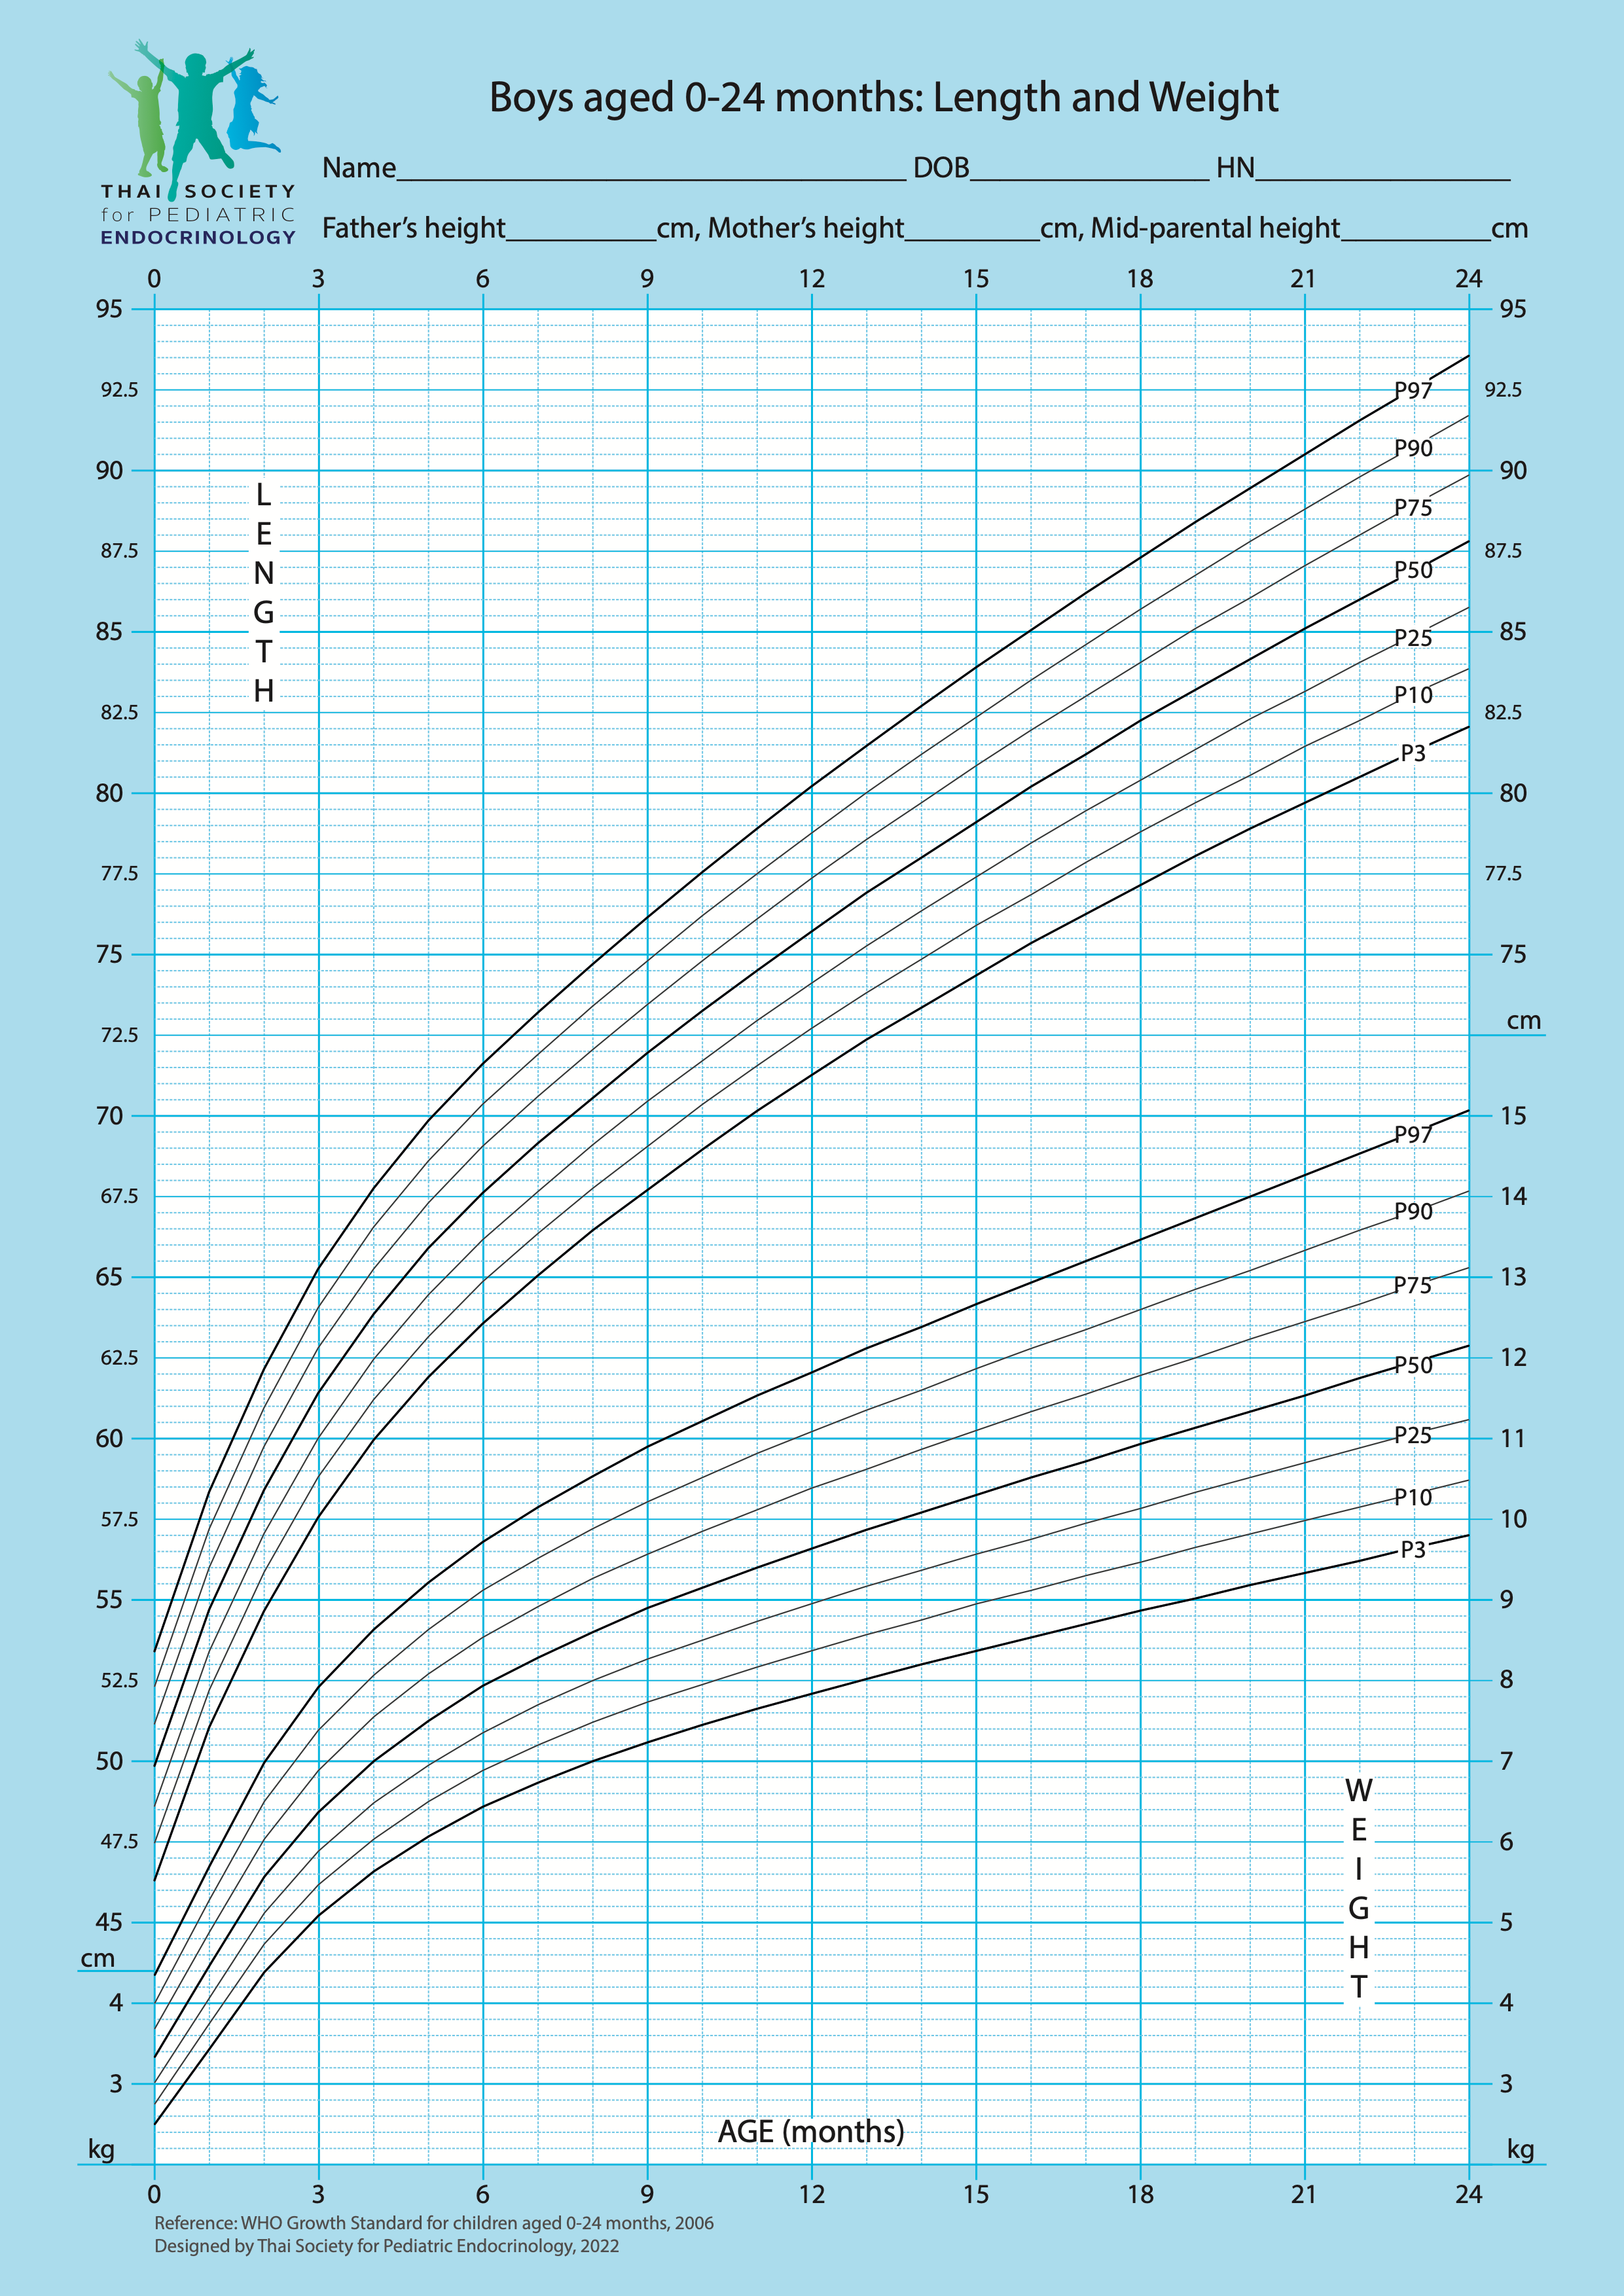 Boys aged 0-24 months: Length and Weight
THAI SOCIETY
for PEDIATRIC
ENDOCRINOLOGY
Name DOB HN
Father's height cm, Mother's height cm, Mid-parental height cm
0 3 6 9 12 15 18 21 24
95 95
P97
92.5 92.5
P90
90 90
L
P75
E
87.5 87.5
P50
N
G
85 85
P25
T
H
P10
82.5 82.5
P3
80 80
77.5 77.5
75 75
cm
72.5
70 15
P97
67.5 14
P90
65 13
P75
62.5 12
P50
60 11
P25
P10
57.5 10
P3
55 9
52.5 8
50 7
W
E
47.5 6
I
G
45 5
H
cm
T
4 4
3 3
AGE (months)
kg kg
0 3 6 9 12 15 18 21 24
Reference: WHO Growth Standard for children aged 0-24 months, 2006
Designed by Thai Society for Pediatric Endocrinology, 2022